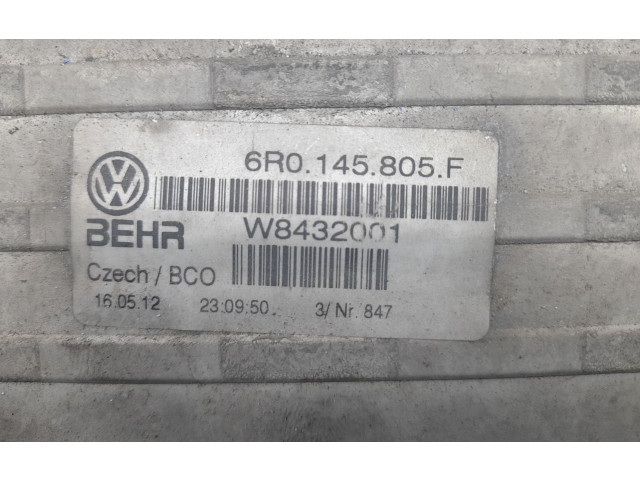 6R0.145.805.F
BEHR W8432001
Czech / BCO
16.05.12 23:09:50. 3/ Nr. 847